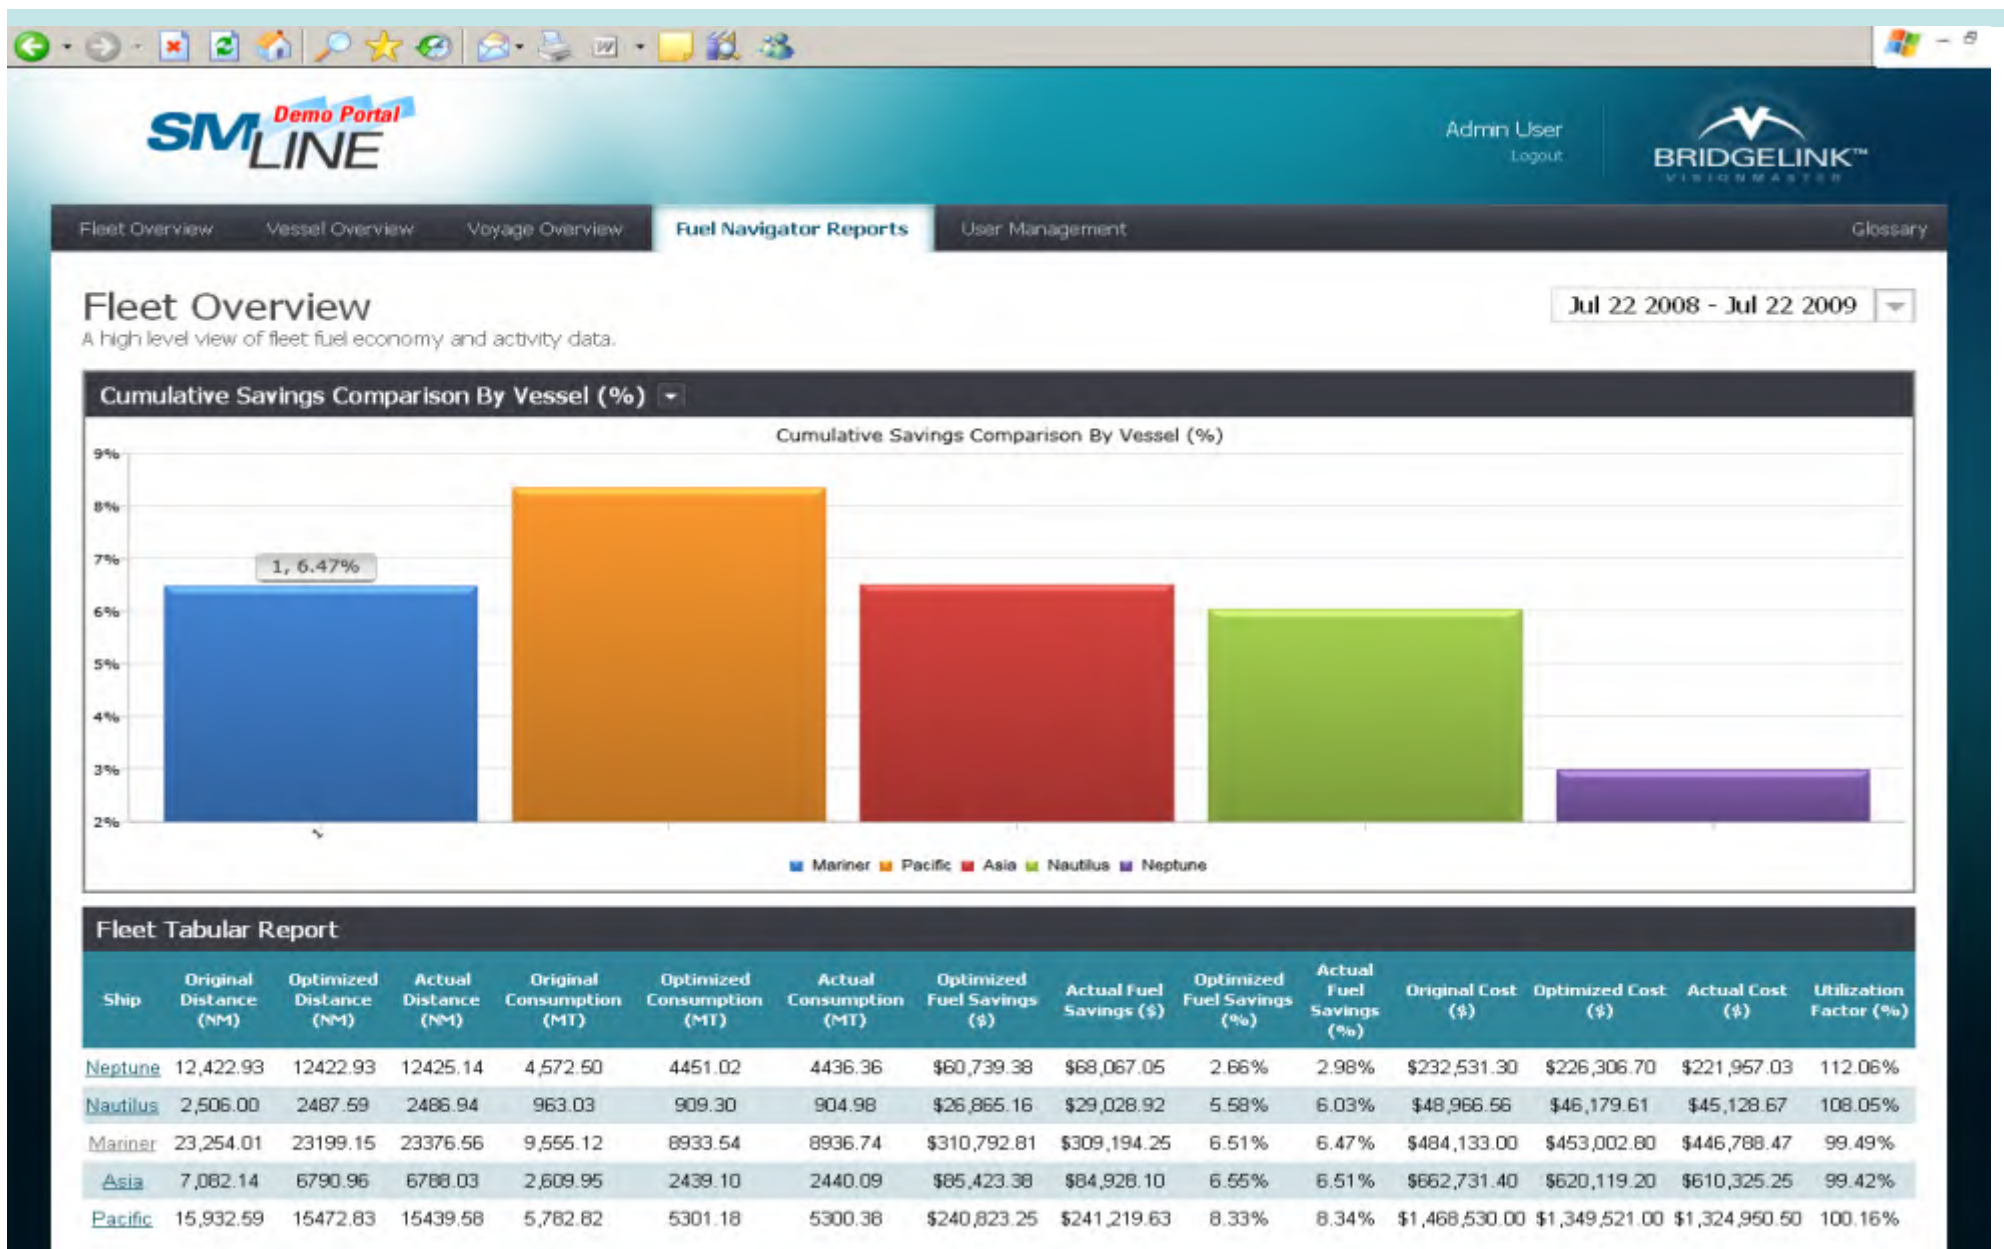 SM LINE Demo Portal
Admin User
Logout
BRIDGELINK™
VISIONMASTER
Fleet Overview Vessel Overview Voyage Overview Fuel Navigator Reports User Management Glossary
Fleet Overview
Jul 22 2008 - Jul 22 2009
A high level view of fleet fuel economy and activity data.
Cumulative Savings Comparison By Vessel (%)
Cumulative Savings Comparison By Vessel (%)
9%
8%
7%
1, 6.47%
6%
5%
4%
3%
2%
1
Mariner Pacific Asia Nautilus Neptune
Fleet Tabular Report
Ship Original Distance (NM) Optimized Distance (NM) Actual Distance (NM) Original Consumption (MT) Optimized Consumption (MT) Actual Consumption (MT) Optimized Fuel Savings ($) Actual Fuel Savings ($) Optimized Fuel Savings (%) Actual Fuel Savings (%) Original Cost ($) Optimized Cost ($) Actual Cost ($) Utilization Factor (%)
Neptune 12,422.93 12422.93 12425.14 4,572.50 4451.02 4436.36 $60,739.38 $68,067.05 2.66% 2.98% $232,531.30 $226,306.70 $221,957.03 112.06%
Nautilus 2,506.00 2487.59 2486.94 963.03 909.30 904.98 $26,865.16 $29,028.92 5.58% 6.03% $48,966.56 $46,179.61 $45,128.67 108.05%
Mariner 23,254.01 23199.15 23376.56 9,555.12 8933.54 8936.74 $310,792.81 $309,194.25 6.51% 6.47% $484,133.00 $453,002.80 $446,788.47 99.49%
Asia 7,082.14 6790.96 6788.03 2,609.95 2439.10 2440.09 $85,423.38 $84,928.10 6.55% 6.51% $662,731.40 $620,119.20 $610,325.25 99.42%
Pacific 15,932.59 15472.83 15439.58 5,782.82 5301.18 5300.38 $240,823.25 $241,219.63 8.33% 8.34% $1,468,530.00 $1,349,521.00 $1,324,950.50 100.16%